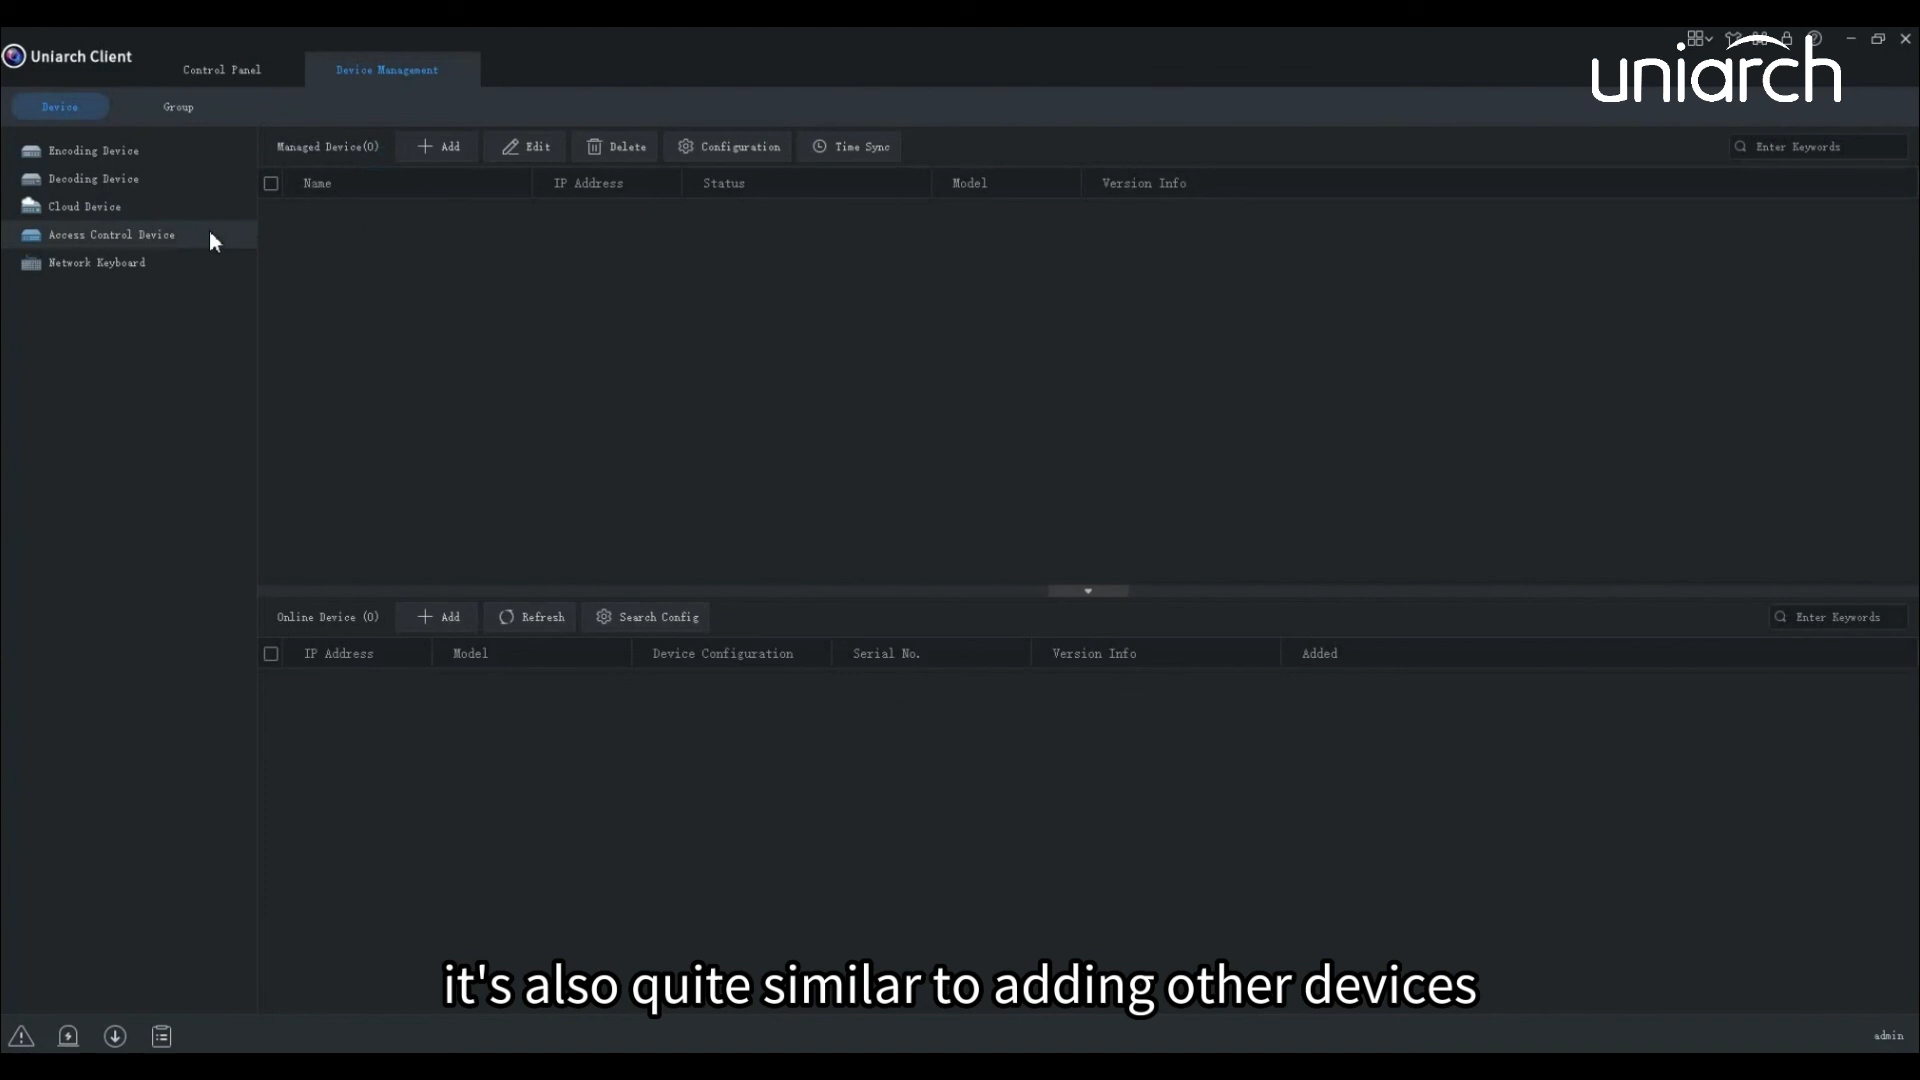 Uniarch Client
Control Panel
Device Management
uniarch
Device
Group
Encoding Device
Decoding Device
Cloud Device
Access Control Device
Network Keyboard
Managed Device(0)
Add
Edit
Delete
Configuration
Time Sync
Enter Keywords
Name
IP Address
Status
Model
Version Info
Online Device (0)
Add
Refresh
Search Config
Enter Keywords
IP Address
Model
Device Configuration
Serial No.
Version Info
Added
it's also quite similar to adding other devices
admin